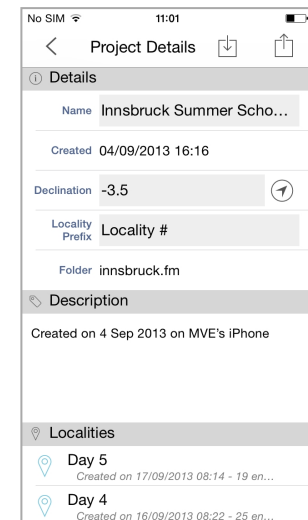 No SIM 11:01
Project Details
Details
Name Innsbruck Summer Scho...
Created 04/09/2013 16:16
Declination -3.5
Locality
Prefix Locality #
Folder innsbruck.fm
Description
Created on 4 Sep 2013 on MVE's iPhone
Localities
Day 5
Created on 17/09/2013 08:14 - 19 en...
Day 4
Created on 16/09/2013 08:22 - 25 en...